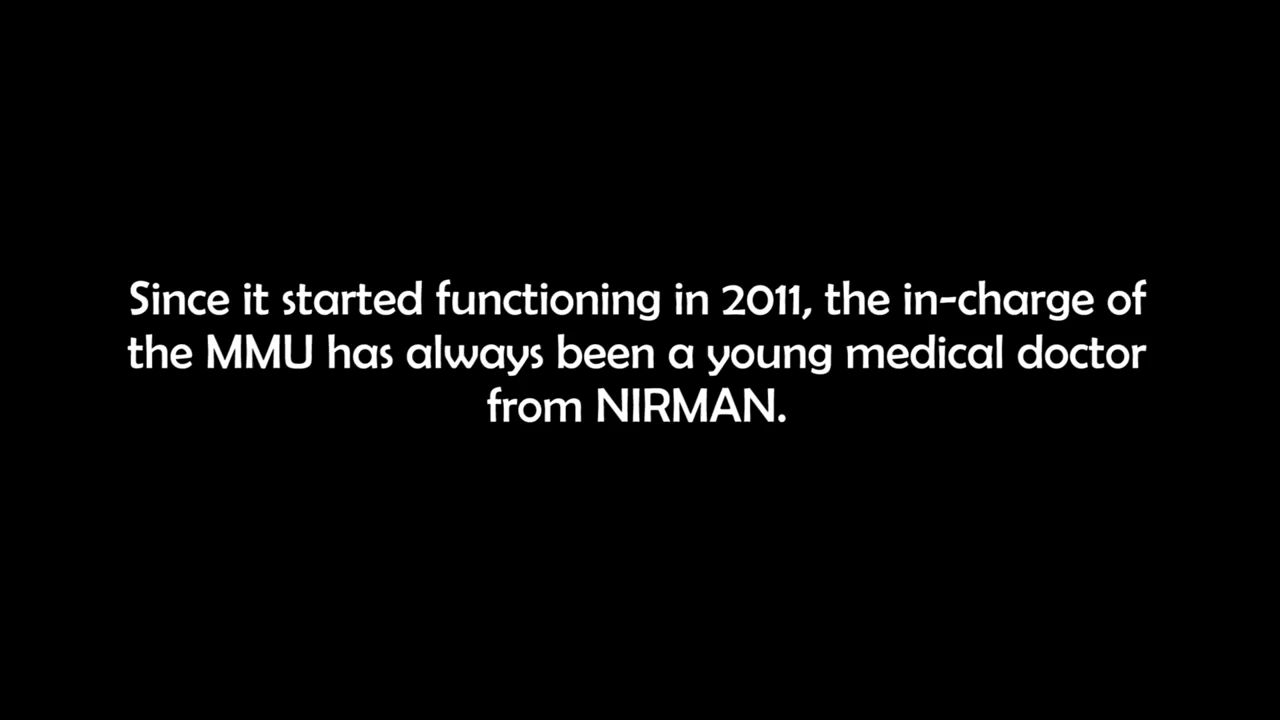 Since it started functioning in 2011, the in-charge of
the MMU has always been a young medical doctor
from NIRMAN.